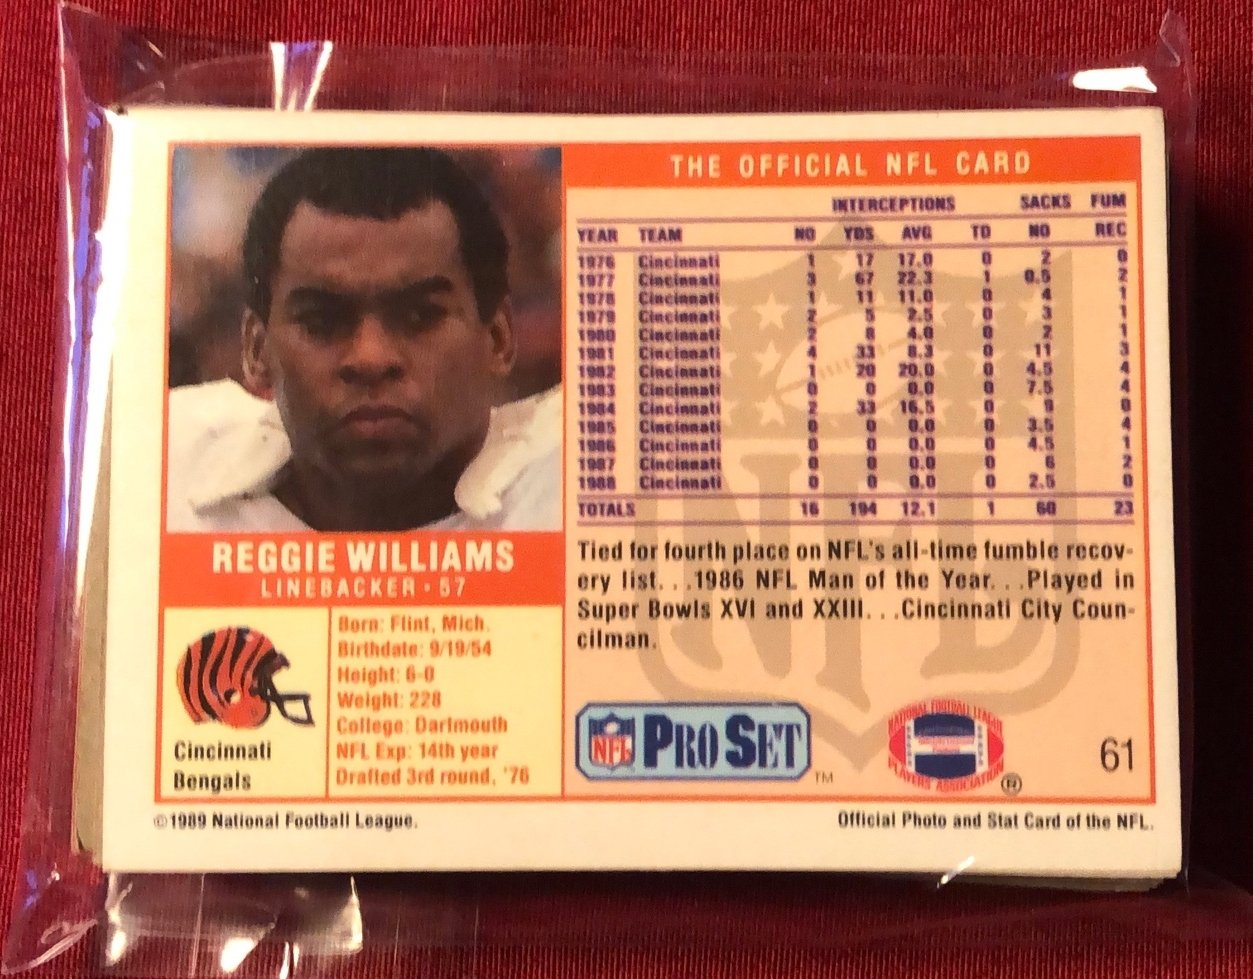 THE OFFICIAL NFL CARD
INTERCEPTIONS SACKS FUM
YEAR TEAM NO YDS AVG TD NO REC
1976 Cincinnati 1 17 17.0 0 2 0
1977 Cincinnati 3 67 22.3 1 0.5 2
1978 Cincinnati 1 11 11.0 0 4 1
1979 Cincinnati 2 5 2.5 0 3 1
1980 Cincinnati 2 8 4.0 0 2 1
1981 Cincinnati 4 33 8.3 0 11 3
1982 Cincinnati 1 20 20.0 0 4.5 4
1983 Cincinnati 0 0 0.0 0 7.5 4
1984 Cincinnati 2 33 16.5 0 9 0
1985 Cincinnati 0 0 0.0 0 3.5 4
1986 Cincinnati 0 0 0.0 0 4.5 1
1987 Cincinnati 0 0 0.0 0 6 2
1988 Cincinnati 0 0 0.0 0 2.5 0
TOTALS 16 194 12.1 1 60 23
Tied for fourth place on NFL's all-time fumble recov-
ery list. . .1986 NFL Man of the Year. . .Played in
Super Bowls XVI and XXIII. . .Cincinnati City Coun-
cilman.
REGGIE WILLIAMS
LINEBACKER · 57
Cincinnati
Bengals
Born: Flint, Mich.
Birthdate: 9/19/54
Height: 6-0
Weight: 228
College: Dartmouth
NFL Exp: 14th year
Drafted 3rd round, '76
NFL
NFL PRO SET TM
NATIONAL FOOTBALL LEAGUE
PLAYERS ASSOCIATION ®
61
©1989 National Football League.
Official Photo and Stat Card of the NFL.